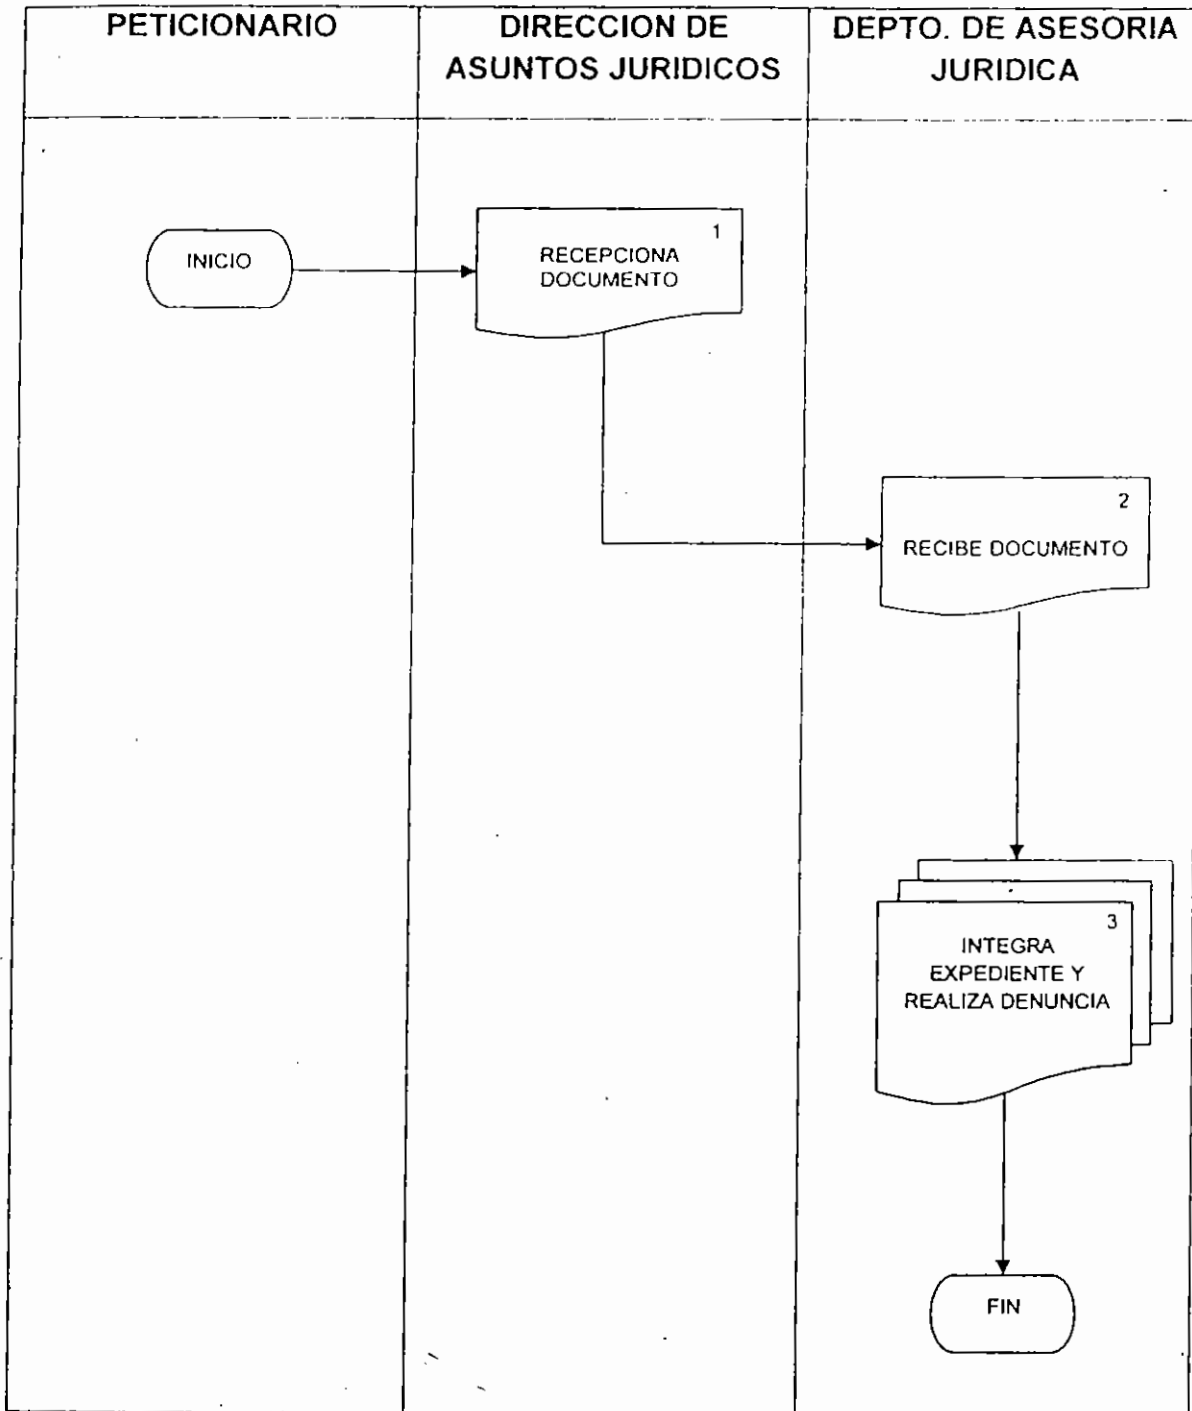 PETICIONARIO
DIRECCION DE
ASUNTOS JURIDICOS
DEPTO. DE ASESORIA
JURIDICA
INICIO
1
RECEPCIONA
DOCUMENTO
2
RECIBE DOCUMENTO
3
INTEGRA
EXPEDIENTE Y
REALIZA DENUNCIA
FIN